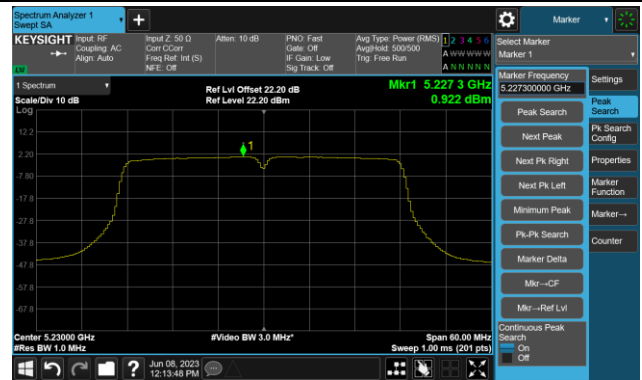 Spectrum Analyzer 1
Swept SA
+
Marker
KEYSIGHT
Input: RF
Coupling: AC
Align: Auto
Input Z: 50 Ω
Corr CCorr
Freq Ref: Int (S)
NFE: Off
Atten: 10 dB
PNO: Fast
Gate: Off
IF Gain: Low
Sig Track: Off
Avg Type: Power (RMS)
Avg|Hold: 500/500
Trig: Free Run
1 2 3 4 5 6
A W W W W W
A N N N N N
Select Marker
Marker 1
1 Spectrum
Scale/Div 10 dB
Log
Ref Lvl Offset 22.20 dB
Ref Level 22.20 dBm
Mkr1 5.227 3 GHz
0.922 dBm
Marker Frequency
5.227300000 GHz
Peak Search
Next Peak
Next Pk Right
Next Pk Left
Minimum Peak
Pk-Pk Search
Marker Delta
Mkr→CF
Mkr→Ref Lvl
Continuous Peak
Search
On
Off
Settings
Peak
Search
Pk Search
Config
Properties
Marker
Function
Marker→
Counter
12.2
2.20
-7.80
-17.8
-27.8
-37.8
-47.8
-57.8
-67.8
1
Center 5.23000 GHz
#Res BW 1.0 MHz
#Video BW 3.0 MHz*
Span 60.00 MHz
Sweep 1.00 ms (201 pts)
?
Jun 08, 2023
12:13:48 PM